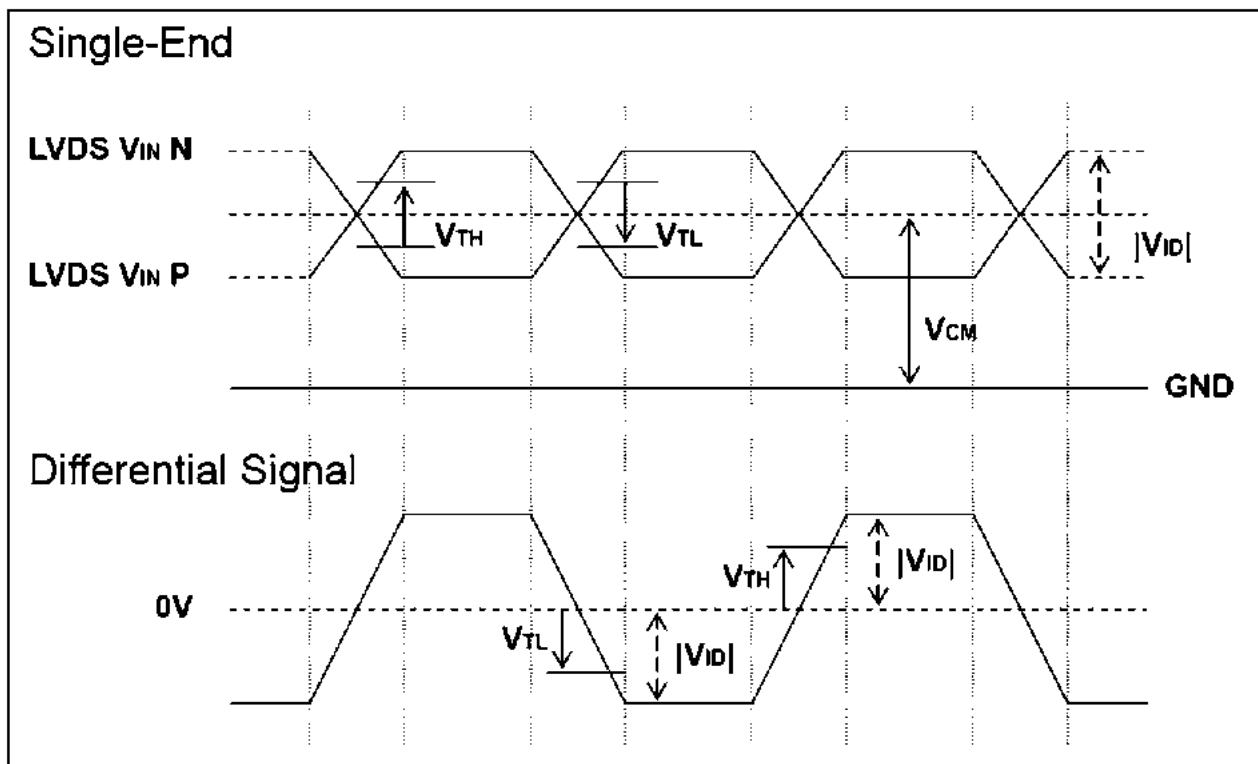 Single-End
LVDS VIN N
VTH
VTL
|VID|
LVDS VIN P
VCM
GND
Differential Signal
VTH
|VID|
0V
VTL
|VID|